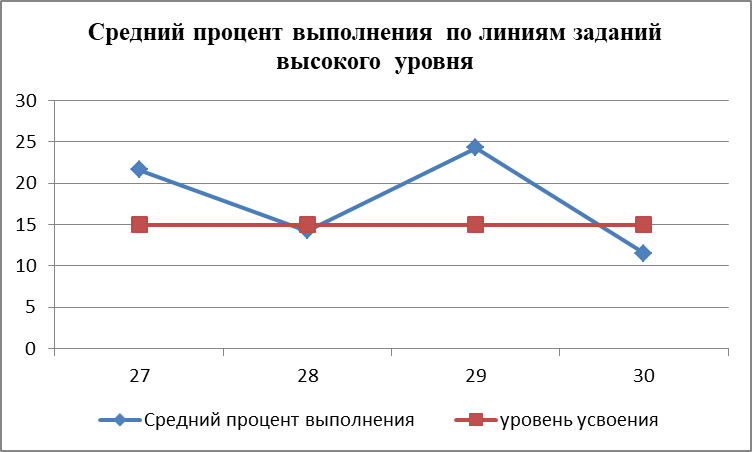 Средний процент выполнения по линиям заданий
высокого уровня
30
25
20
15
10
5
0
27 28 29 30
Средний процент выполнения уровень усвоения